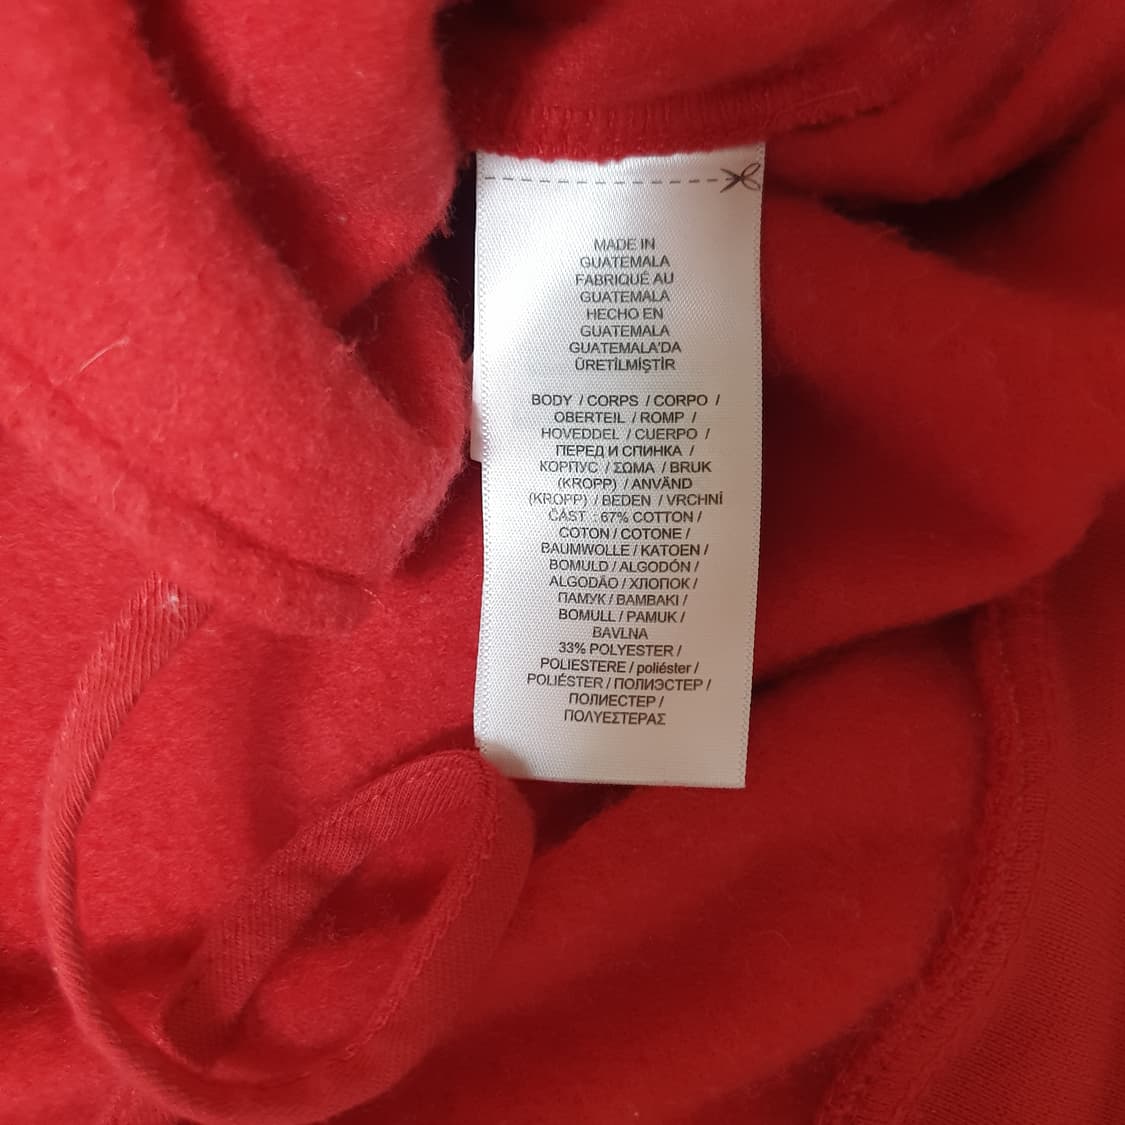 MADE IN
GUATEMALA
FABRIQUÉ AU
GUATEMALA
HECHO EN
GUATEMALA
GUATEMALA'DA
ÜRETİLMİŞTİR
BODY / CORPS / CORPO /
OBERTEIL / ROMP /
HOVEDDEL / CUERPO /
ПЕРЕД И СПИНКА /
КОРПУС / ΣΩΜΑ / BRUK
(KROPP) / ANVÄND
(KROPP) / BEDEN / VRCHNÍ
ČÁST : 67% COTTON /
COTON / COTONE /
BAUMWOLLE / KATOEN /
BOMULD / ALGODÓN /
ALGODÃO / ХЛОПОК /
ПАМУК / BAMBAKI /
BOMULL / PAMUK /
BAVLNA
33% POLYESTER /
POLIESTERE / poliéster /
POLIÉSTER / ПОЛИЭСТЕР /
ПОЛИЕСТЕР /
ΠΟΛΥΕΣΤΕΡΑΣ